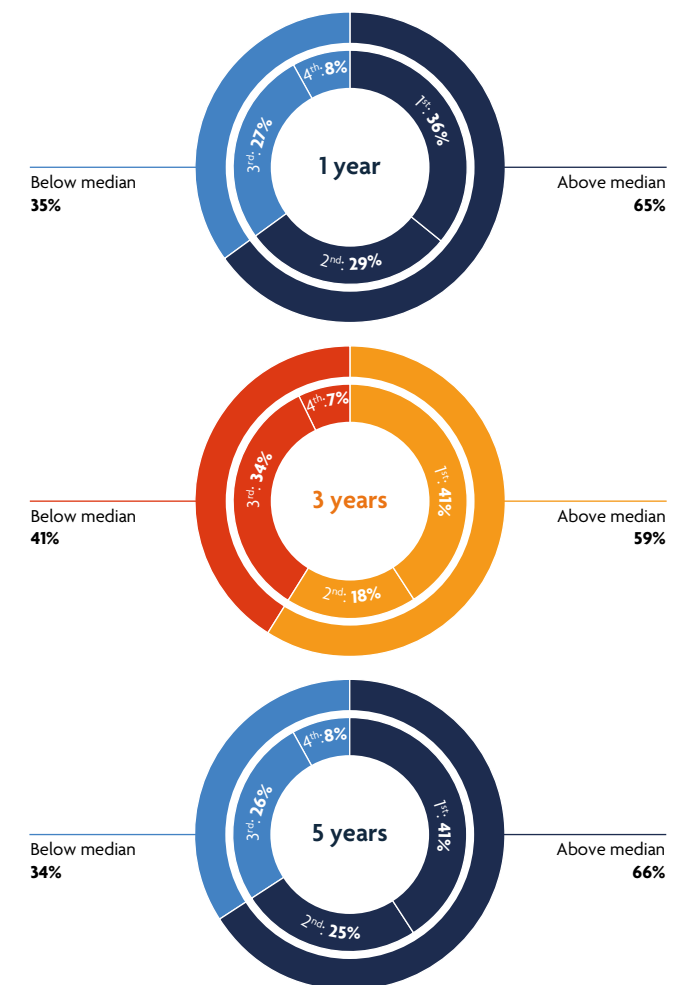 4th: 8%
1st: 36%
3rd: 27%
1 year
Below median
35%
Above median
65%
2nd: 29%
4th: 7%
1st: 41%
3rd: 34%
3 years
Below median
41%
Above median
59%
2nd: 18%
4th: 8%
1st: 41%
3rd: 26%
5 years
Below median
34%
Above median
66%
2nd: 25%